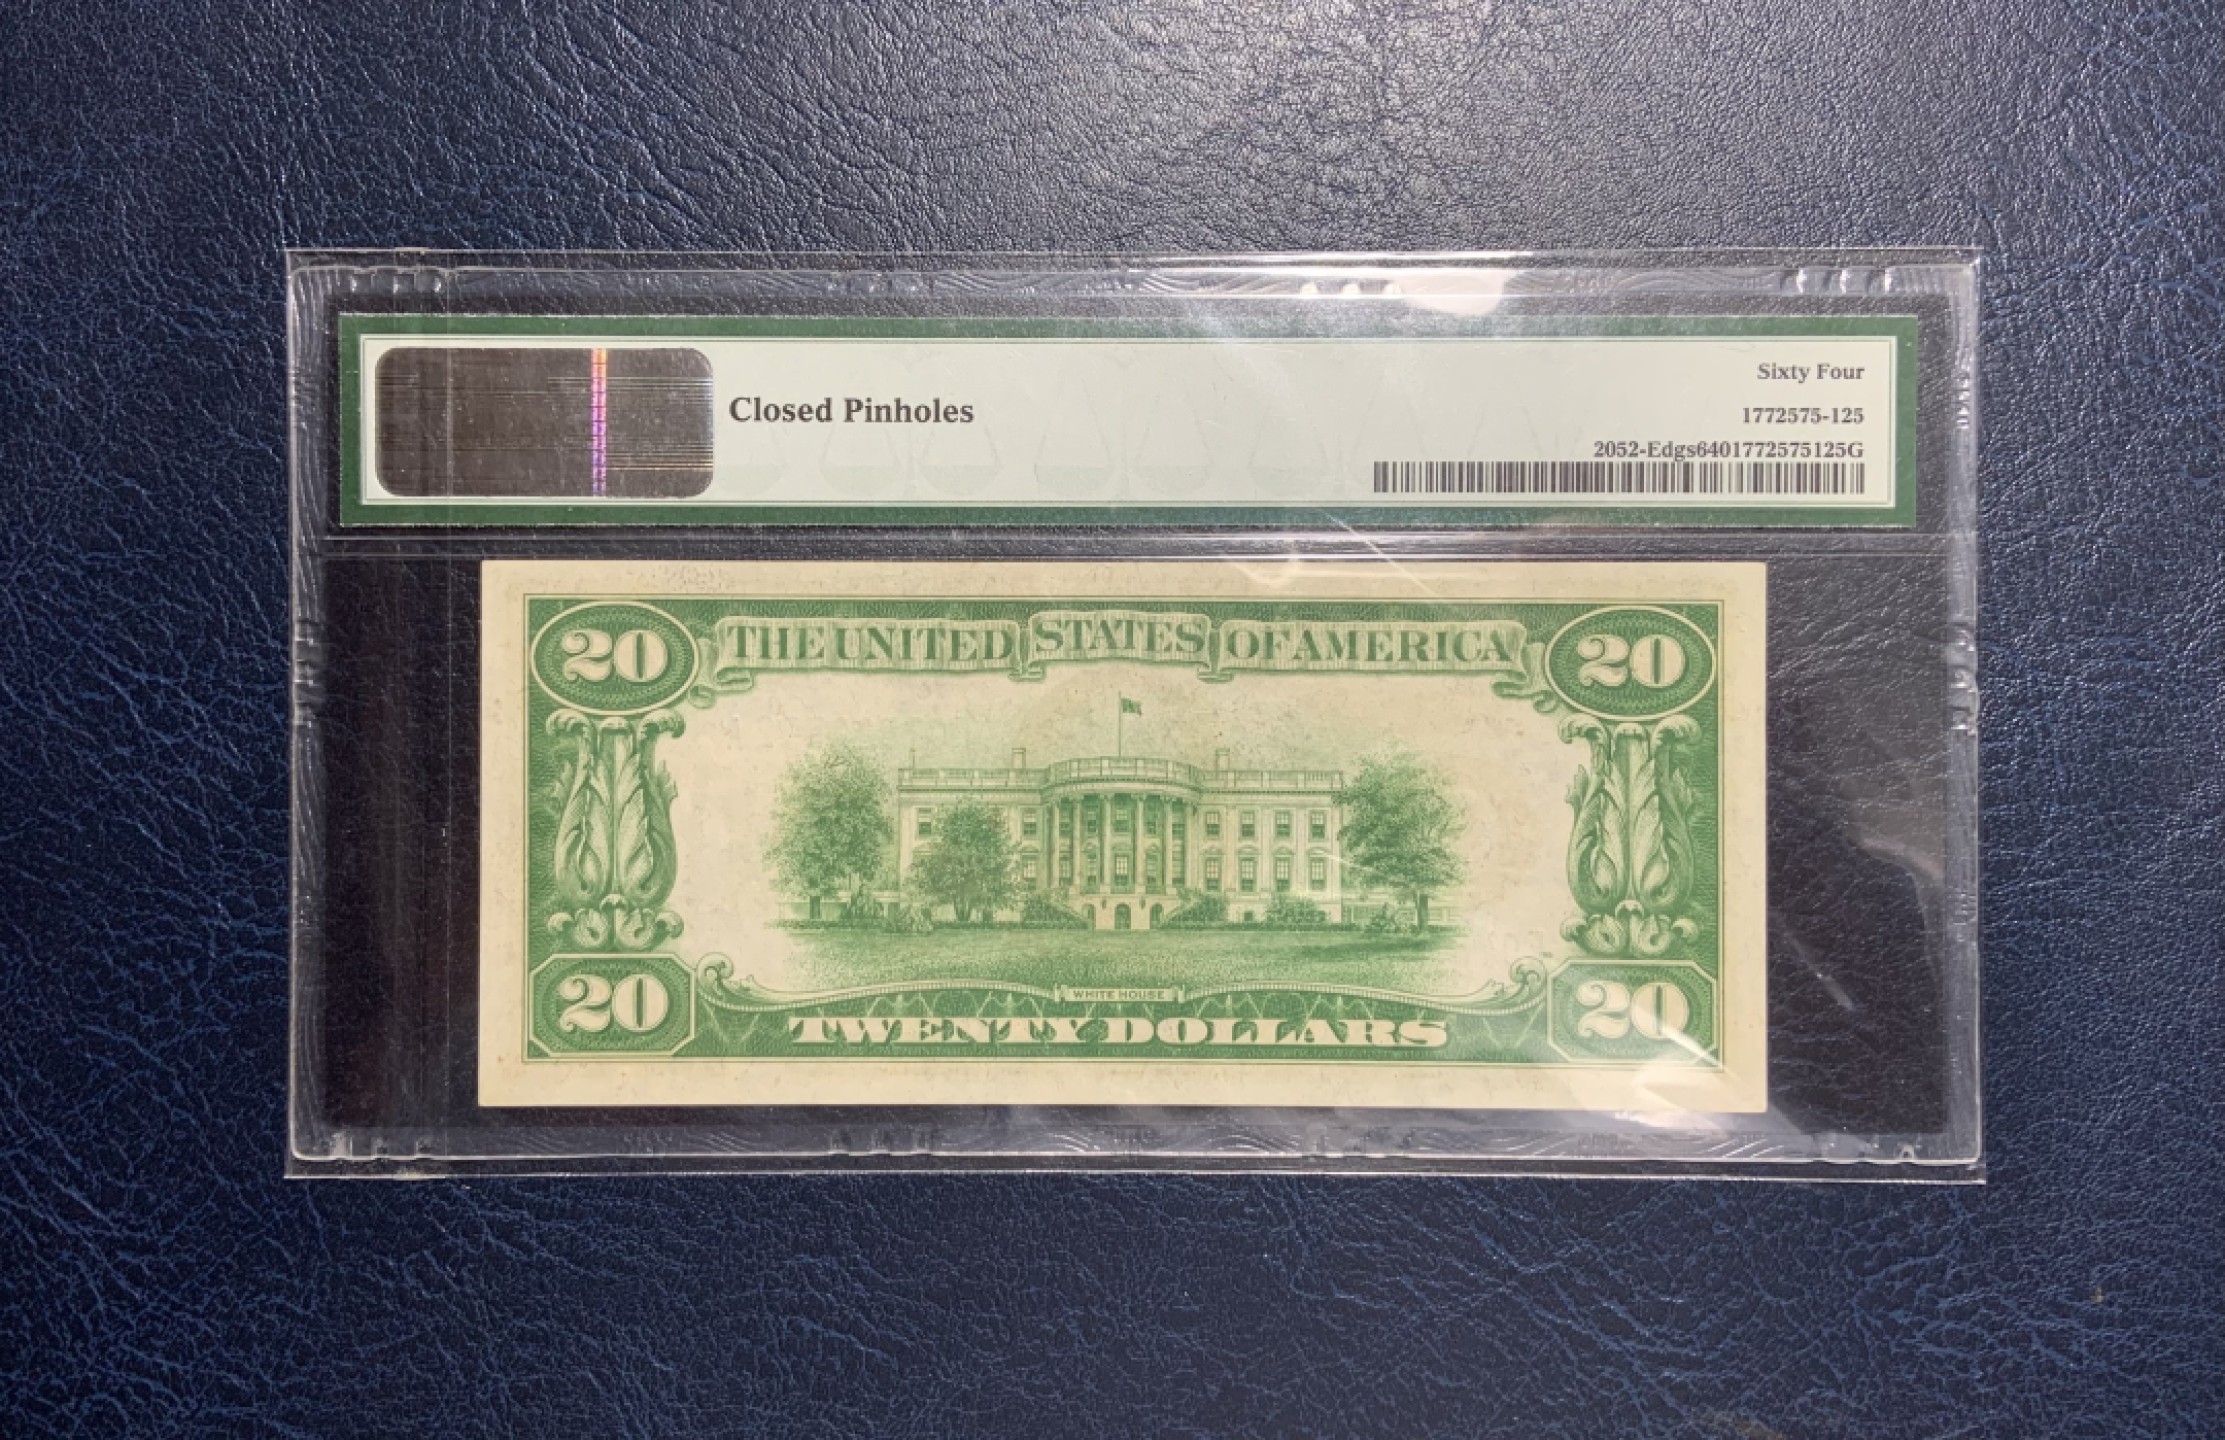 Closed Pinholes
Sixty Four
1772575-125
2052-Edgs6401772575125G
20 THE UNITED STATES OF AMERICA 20
WHITE HOUSE
20 TWENTY DOLLARS 20